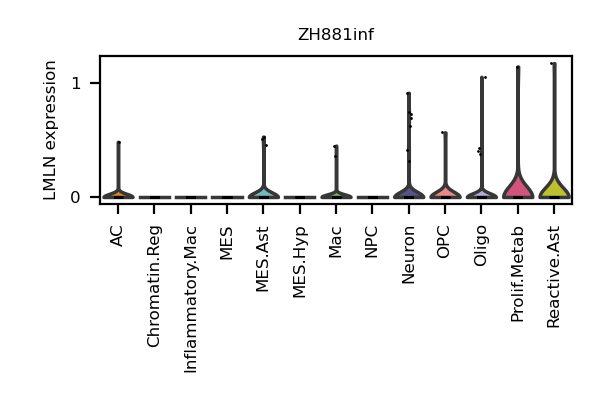 ZH881inf
LMLN expression
1
0
AC
Chromatin.Reg
Inflammatory.Mac
MES
MES.Ast
MES.Hyp
Mac
NPC
Neuron
OPC
Oligo
Prolif.Metab
Reactive.Ast